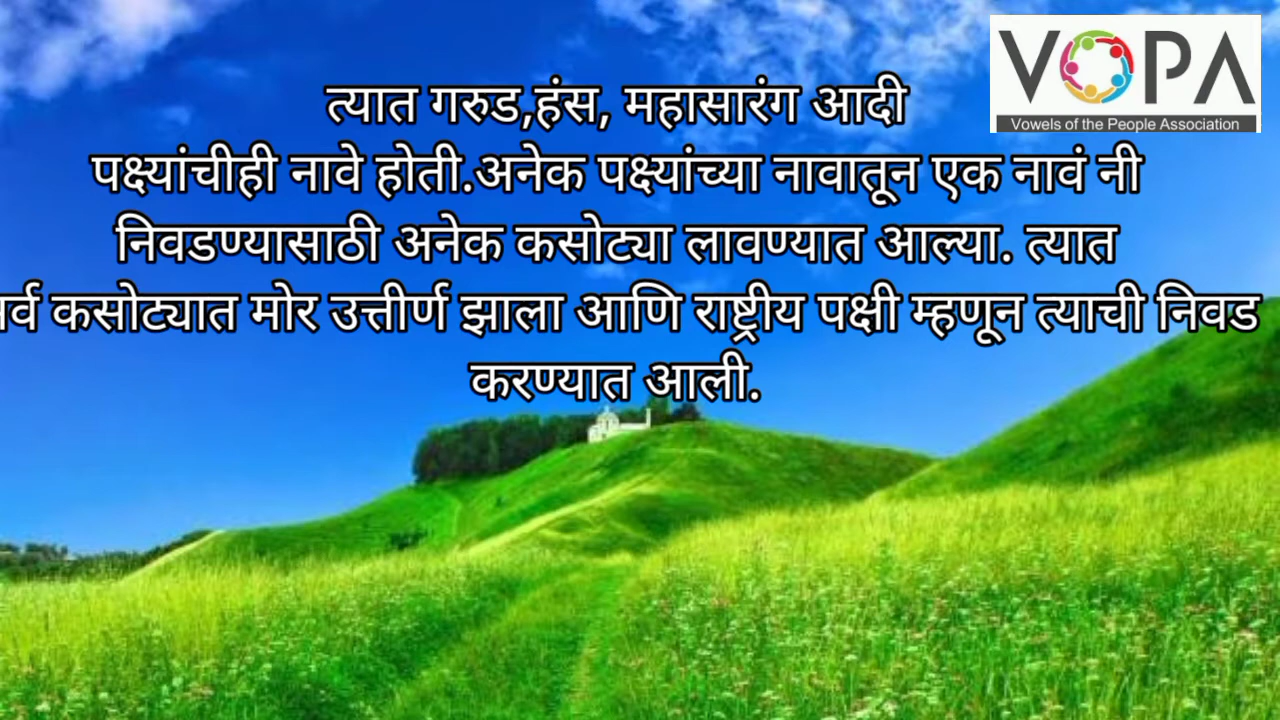 VOPA
Vowels of the People Association
त्यात गरुड,हंस, महासारंग आदी
पक्ष्यांचीही नावे होती.अनेक पक्ष्यांच्या नावातून एक नावं नी
निवडण्यासाठी अनेक कसोट्या लावण्यात आल्या. त्यात
कसोट्यात मोर उत्तीर्ण झाला आणि राष्ट्रीय पक्षी म्हणून त्याची निवड
करण्यात आली.